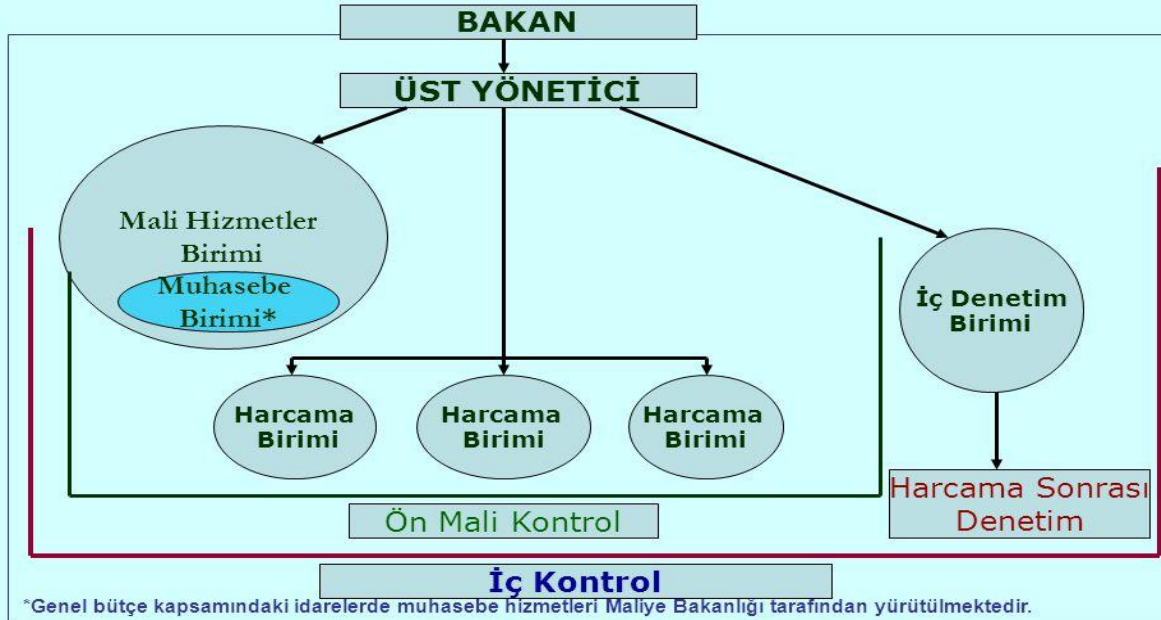 BAKAN
ÜST YÖNETİCİ
Mali Hizmetler
Birimi
Muhasebe
Birimi*
İç Denetim
Birimi
Harcama
Birimi
Harcama
Birimi
Harcama
Birimi
Harcama Sonrası
Denetim
Ön Mali Kontrol
İç Kontrol
*Genel bütçe kapsamındaki idarelerde muhasebe hizmetleri Maliye Bakanlığı tarafından yürütülmektedir.